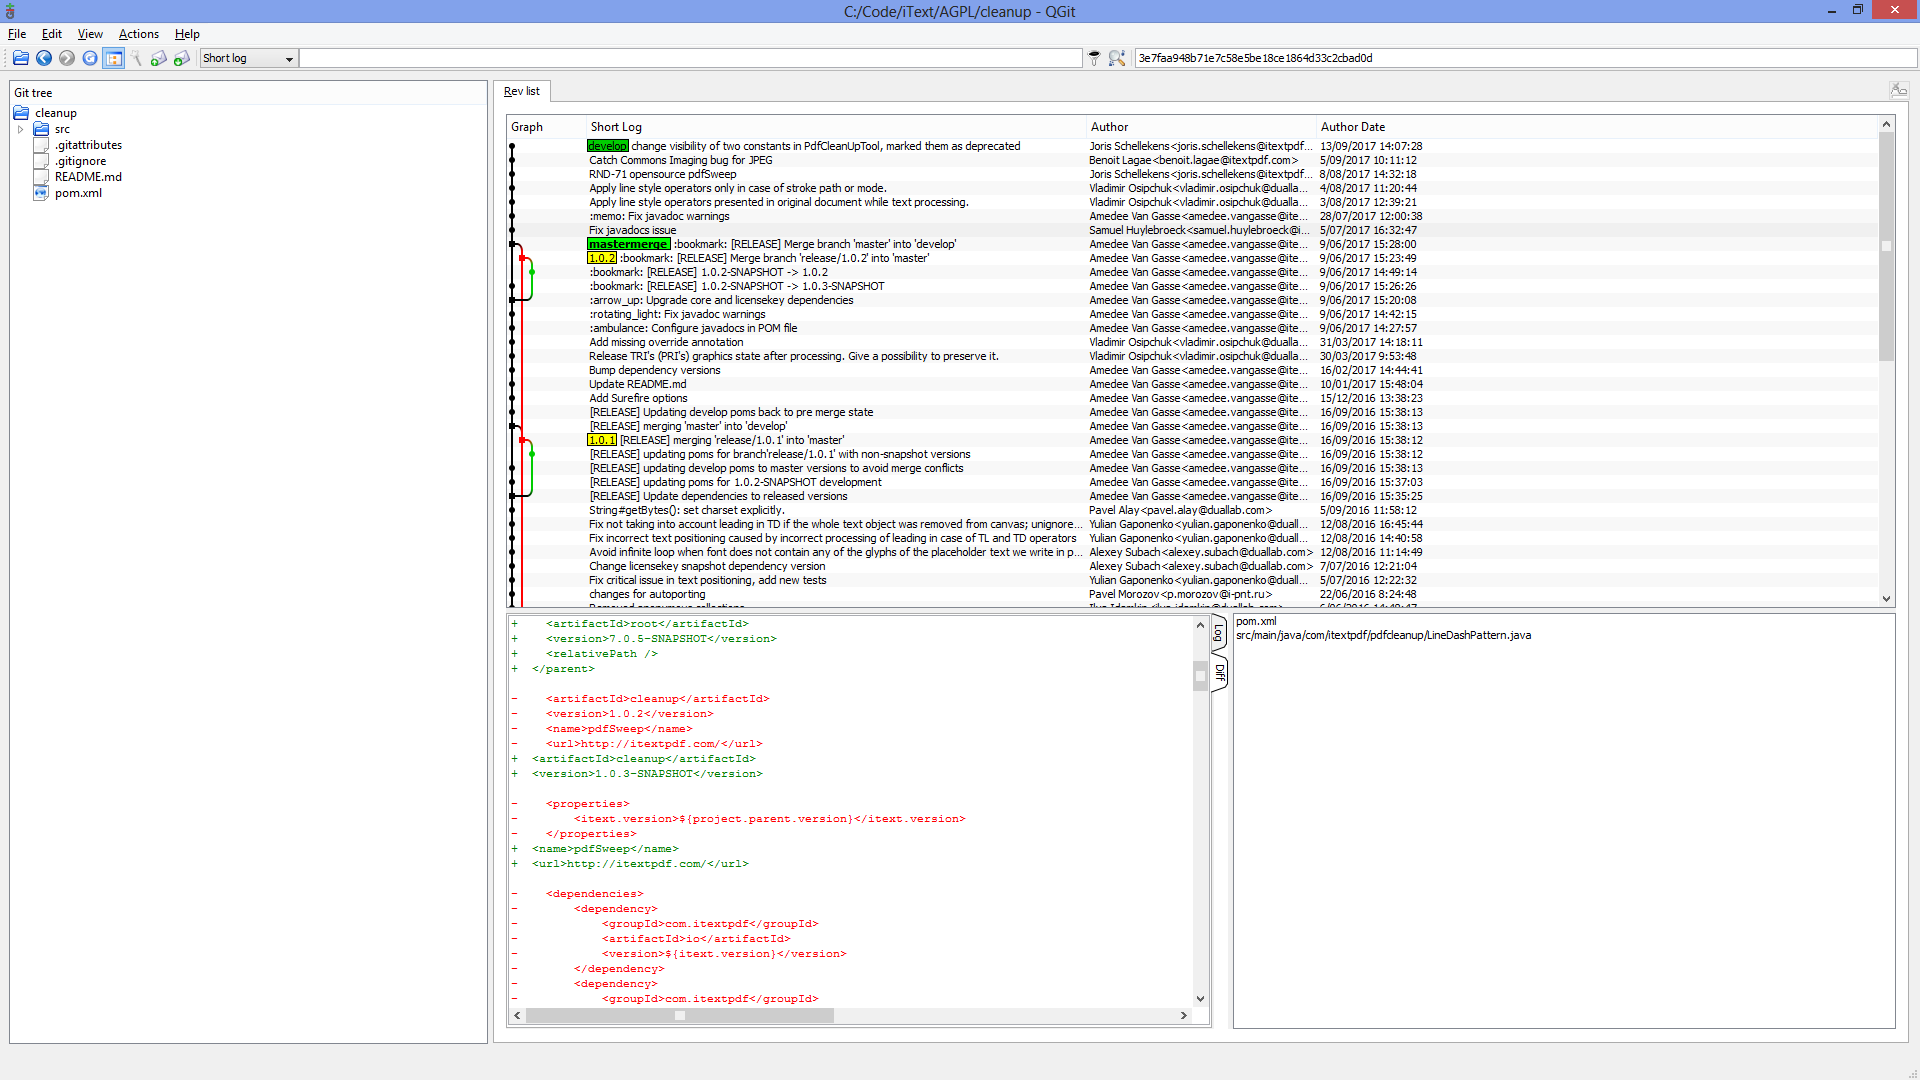 C:/Code/iText/AGPL/cleanup - QGit
File Edit View Actions Help
Short log
3e7faa948b71e7c58e5be18ce1864d33c2cbad0d
Git tree
cleanup
src
.gitattributes
.gitignore
README.md
pom.xml
Rev list
Graph Short Log Author Author Date
develop change visibility of two constants in PdfCleanUpTool, marked them as deprecated Joris Schellekens<joris.schellekens@itextpdf... 13/09/2017 14:07:28
Catch Commons Imaging bug for JPEG Benoit Lagae<benoit.lagae@itextpdf.com> 5/09/2017 10:11:12
RND-71 opensource pdfSweep Joris Schellekens<joris.schellekens@itextpdf... 8/08/2017 14:32:18
Apply line style operators only in case of stroke path or mode. Vladimir Osipchuk<vladimir.osipchuk@dualla... 4/08/2017 11:20:44
Apply line style operators presented in original document while text processing. Vladimir Osipchuk<vladimir.osipchuk@dualla... 3/08/2017 12:39:21
:memo: Fix javadoc warnings Amedee Van Gasse<amedee.vangasse@ite... 28/07/2017 12:00:38
Fix javadocs issue Samuel Huylebroeck<samuel.huylebroeck@i... 5/07/2017 16:32:47
mastermerge :bookmark: [RELEASE] Merge branch 'master' into 'develop' Amedee Van Gasse<amedee.vangasse@ite... 9/06/2017 15:28:00
1.0.2 :bookmark: [RELEASE] Merge branch 'release/1.0.2' into 'master' Amedee Van Gasse<amedee.vangasse@ite... 9/06/2017 15:23:49
:bookmark: [RELEASE] 1.0.2-SNAPSHOT -> 1.0.2 Amedee Van Gasse<amedee.vangasse@ite... 9/06/2017 14:49:14
:bookmark: [RELEASE] 1.0.2-SNAPSHOT -> 1.0.3-SNAPSHOT Amedee Van Gasse<amedee.vangasse@ite... 9/06/2017 15:26:26
:arrow_up: Upgrade core and licensekey dependencies Amedee Van Gasse<amedee.vangasse@ite... 9/06/2017 15:20:08
:rotating_light: Fix javadoc warnings Amedee Van Gasse<amedee.vangasse@ite... 9/06/2017 14:42:15
:ambulance: Configure javadocs in POM file Amedee Van Gasse<amedee.vangasse@ite... 9/06/2017 14:27:57
Add missing override annotation Vladimir Osipchuk<vladimir.osipchuk@dualla... 31/03/2017 14:18:11
Release TRI's (PRI's) graphics state after processing. Give a possibility to preserve it. Vladimir Osipchuk<vladimir.osipchuk@dualla... 30/03/2017 9:53:48
Bump dependency versions Amedee Van Gasse<amedee.vangasse@ite... 16/02/2017 14:44:41
Update README.md Amedee Van Gasse<amedee.vangasse@ite... 10/01/2017 15:48:04
Add Surefire options Amedee Van Gasse<amedee.vangasse@ite... 15/12/2016 13:38:23
[RELEASE] Updating develop poms back to pre merge state Amedee Van Gasse<amedee.vangasse@ite... 16/09/2016 15:38:13
[RELEASE] merging 'master' into 'develop' Amedee Van Gasse<amedee.vangasse@ite... 16/09/2016 15:38:13
1.0.1 [RELEASE] merging 'release/1.0.1' into 'master' Amedee Van Gasse<amedee.vangasse@ite... 16/09/2016 15:38:12
[RELEASE] updating poms for branch'release/1.0.1' with non-snapshot versions Amedee Van Gasse<amedee.vangasse@ite... 16/09/2016 15:38:12
[RELEASE] updating develop poms to master versions to avoid merge conflicts Amedee Van Gasse<amedee.vangasse@ite... 16/09/2016 15:38:13
[RELEASE] updating poms for 1.0.2-SNAPSHOT development Amedee Van Gasse<amedee.vangasse@ite... 16/09/2016 15:37:03
[RELEASE] Update dependencies to released versions Amedee Van Gasse<amedee.vangasse@ite... 16/09/2016 15:35:25
String#getBytes(): set charset explicitly. Pavel Alay<pavel.alay@duallab.com> 5/09/2016 11:58:12
Fix not taking into account leading in TD if the whole text object was removed from canvas; unignore... Yulian Gaponenko<yulian.gaponenko@duall... 12/08/2016 16:45:44
Fix incorrect text positioning caused by incorrect processing of leading in case of TL and TD operators Yulian Gaponenko<yulian.gaponenko@duall... 12/08/2016 14:40:58
Avoid infinite loop when font does not contain any of the glyphs of the placeholder text we write in p... Alexey Subach<alexey.subach@duallab.com> 12/08/2016 11:14:49
Change licensekey snapshot dependency version Alexey Subach<alexey.subach@duallab.com> 7/07/2016 12:21:04
Fix critical issue in text positioning, add new tests Yulian Gaponenko<yulian.gaponenko@duall... 5/07/2016 12:22:32
changes for autoporting Pavel Morozov<p.morozov@i-pnt.ru> 22/06/2016 8:24:48
+     <artifactId>root</artifactId>
+     <version>7.0.5-SNAPSHOT</version>
+     <relativePath />
+   </parent>
-     <artifactId>cleanup</artifactId>
-     <version>1.0.2</version>
-     <name>pdfSweep</name>
-     <url>http://itextpdf.com/</url>
+   <artifactId>cleanup</artifactId>
+   <version>1.0.3-SNAPSHOT</version>
-     <properties>
-         <itext.version>${project.parent.version}</itext.version>
-     </properties>
+   <name>pdfSweep</name>
+   <url>http://itextpdf.com/</url>
-     <dependencies>
-         <dependency>
-             <groupId>com.itextpdf</groupId>
-             <artifactId>io</artifactId>
-             <version>${itext.version}</version>
-         </dependency>
-         <dependency>
-             <groupId>com.itextpdf</groupId>
Log
Diff
pom.xml
src/main/java/com/itextpdf/pdfcleanup/LineDashPattern.java